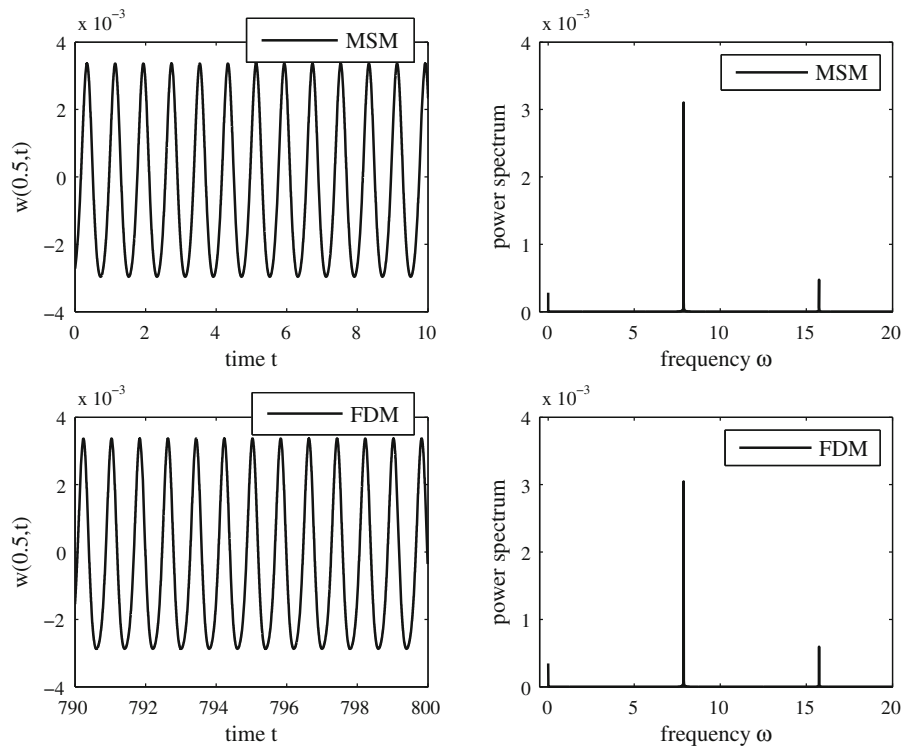 x 10⁻³
MSM
4
2
0
−2
−4
w(0.5,t)
0 2 4 6 8 10
time t
x 10⁻³
MSM
4
3
2
1
0
power spectrum
0 5 10 15 20
frequency ω
x 10⁻³
FDM
4
2
0
−2
−4
w(0.5,t)
790 792 794 796 798 800
time t
x 10⁻³
FDM
4
3
2
1
0
power spectrum
0 5 10 15 20
frequency ω